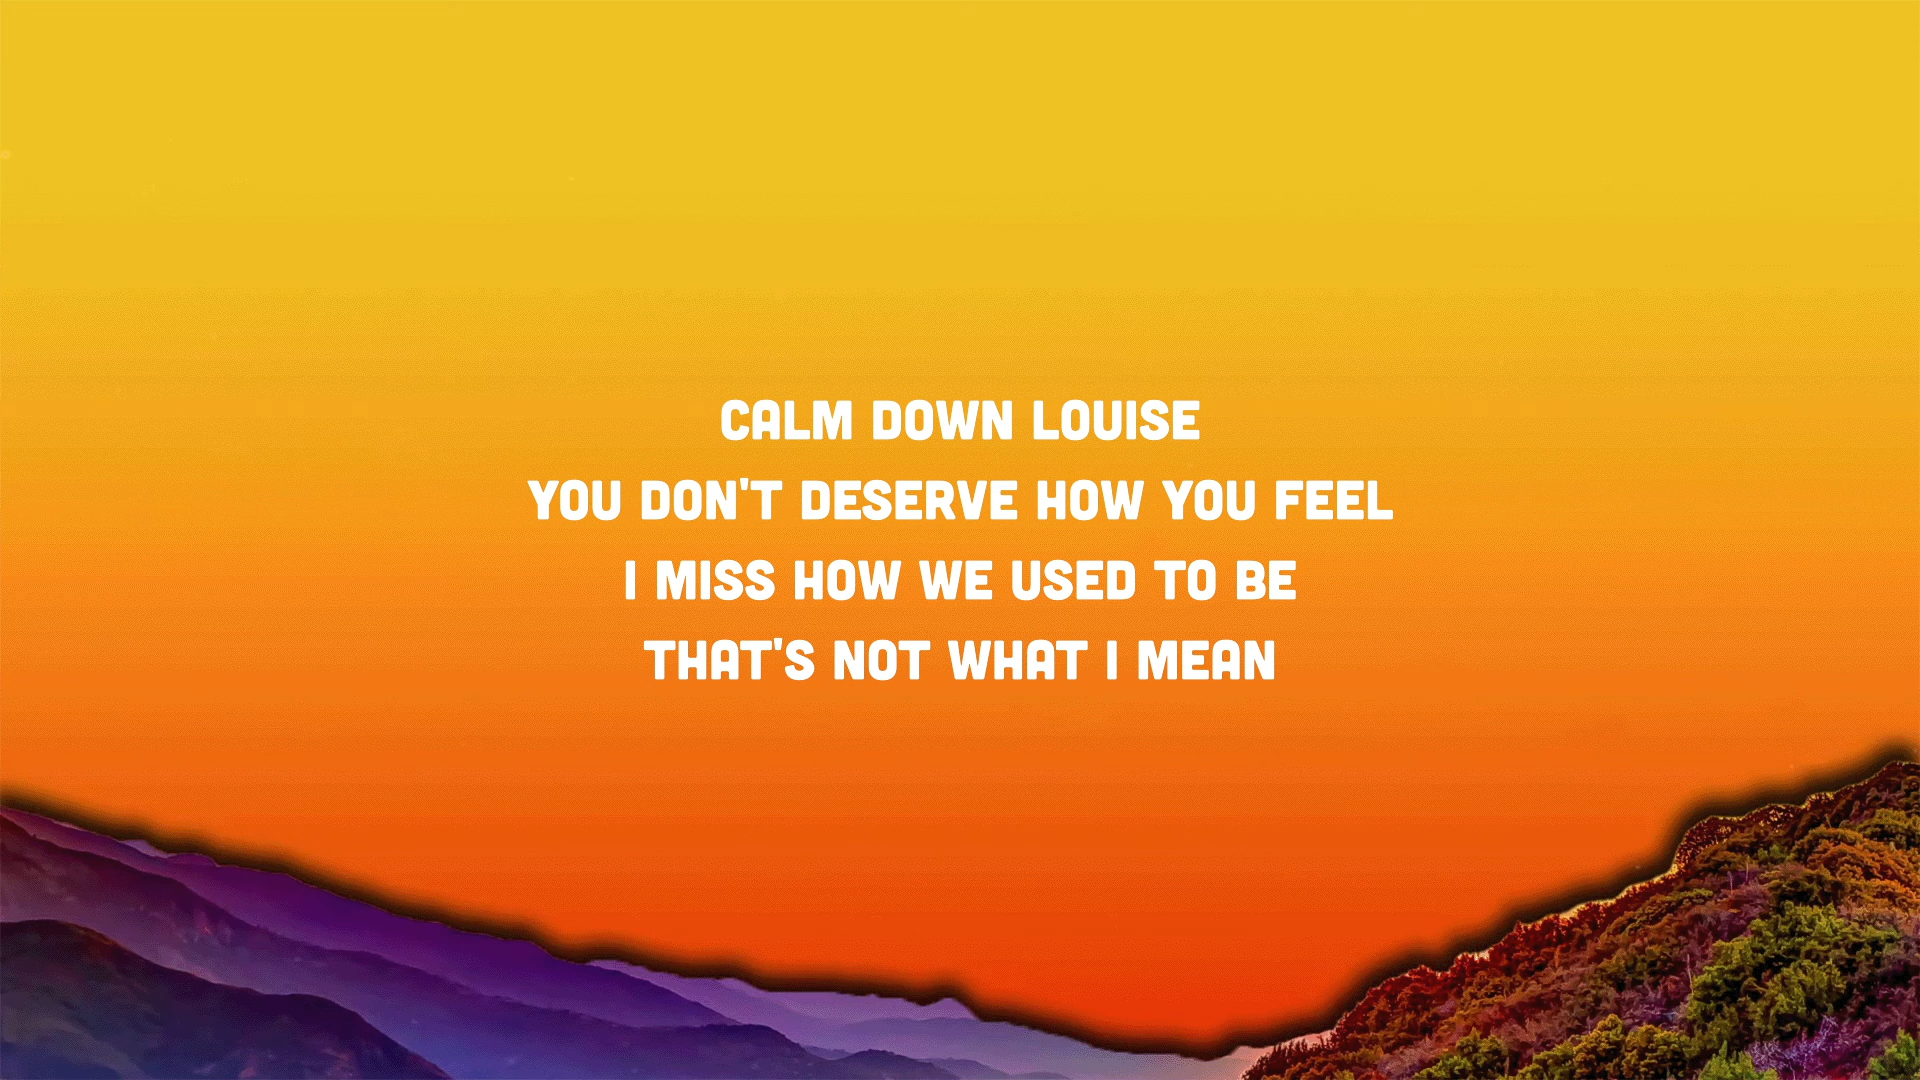 CALM DOWN LOUISE
YOU DON'T DESERVE HOW YOU FEEL
I MISS HOW WE USED TO BE
THAT'S NOT WHAT I MEAN